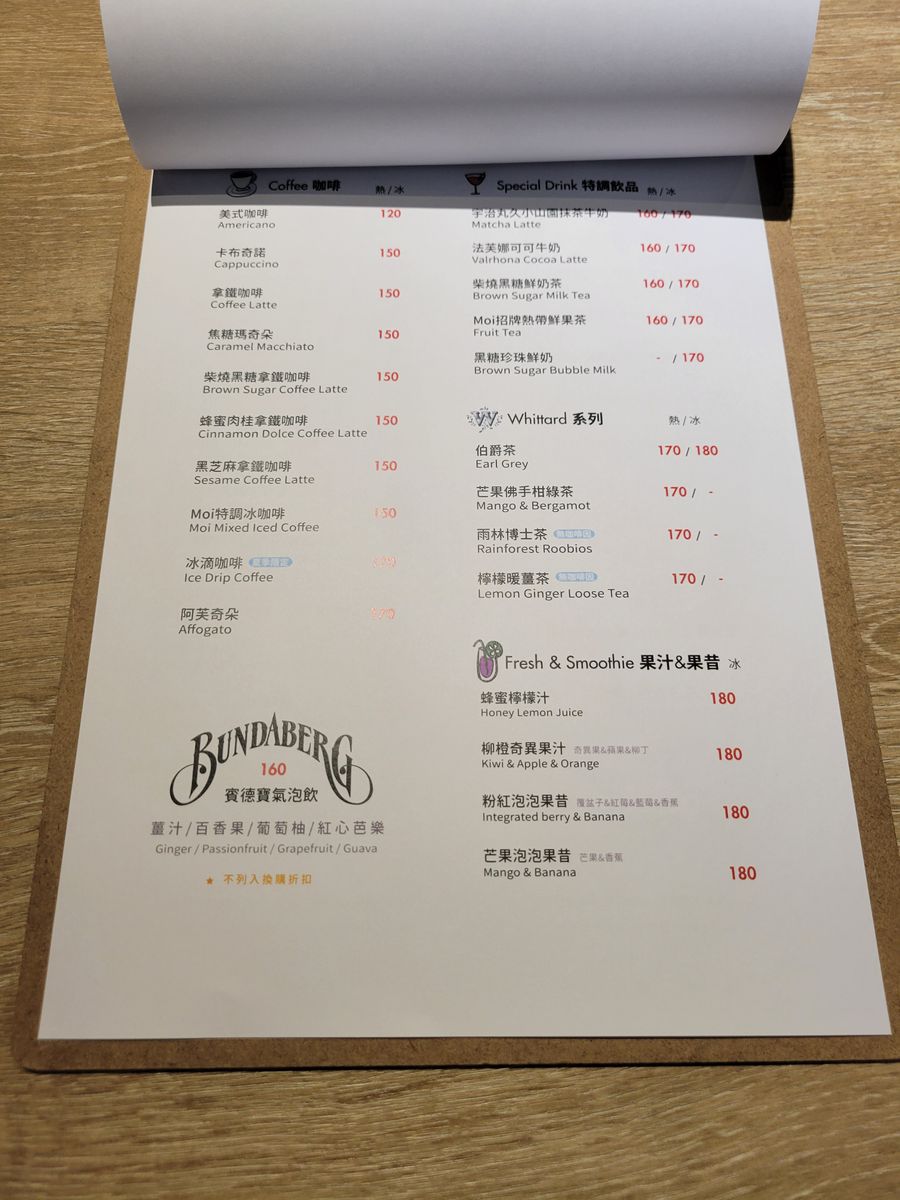 Coffee 咖啡 熱/冰
美式咖啡 120
Americano
卡布奇諾 150
Cappuccino
拿鐵咖啡 150
Coffee Latte
焦糖瑪奇朵 150
Caramel Macchiato
柴燒黑糖拿鐵咖啡 150
Brown Sugar Coffee Latte
蜂蜜肉桂拿鐵咖啡 150
Cinnamon Dolce Coffee Latte
黑芝麻拿鐵咖啡 150
Sesame Coffee Latte
Moi特調冰咖啡 150
Moi Mixed Iced Coffee
冰滴咖啡 夏季限定
Ice Drip Coffee
阿芙奇朵 170
Affogato
BUNDABERG
160
賓德寶氣泡飲
薑汁/百香果/葡萄柚/紅心芭樂
Ginger / Passionfruit / Grapefruit / Guava
★ 不列入換購折扣
Special Drink 特調飲品 熱/冰
宇治丸久小山園抹茶牛奶 160 / 170
Matcha Latte
法芙娜可可牛奶 160 / 170
Valrhona Cocoa Latte
柴燒黑糖鮮奶茶 160 / 170
Brown Sugar Milk Tea
Moi招牌熱帶鮮果茶 160 / 170
Fruit Tea
黑糖珍珠鮮奶 - / 170
Brown Sugar Bubble Milk
W Whittard 系列 熱/冰
伯爵茶 170 / 180
Earl Grey
芒果佛手柑綠茶 170 / -
Mango & Bergamot
雨林博士茶 無咖啡因 170 / -
Rainforest Roobios
檸檬暖薑茶 無咖啡因 170 / -
Lemon Ginger Loose Tea
Fresh & Smoothie 果汁&果昔 冰
蜂蜜檸檬汁 180
Honey Lemon Juice
柳橙奇異果汁 奇異果&蘋果&柳丁 180
Kiwi & Apple & Orange
粉紅泡泡果昔 覆盆子&紅莓&藍莓&香蕉 180
Integrated berry & Banana
芒果泡泡果昔 芒果&香蕉 180
Mango & Banana